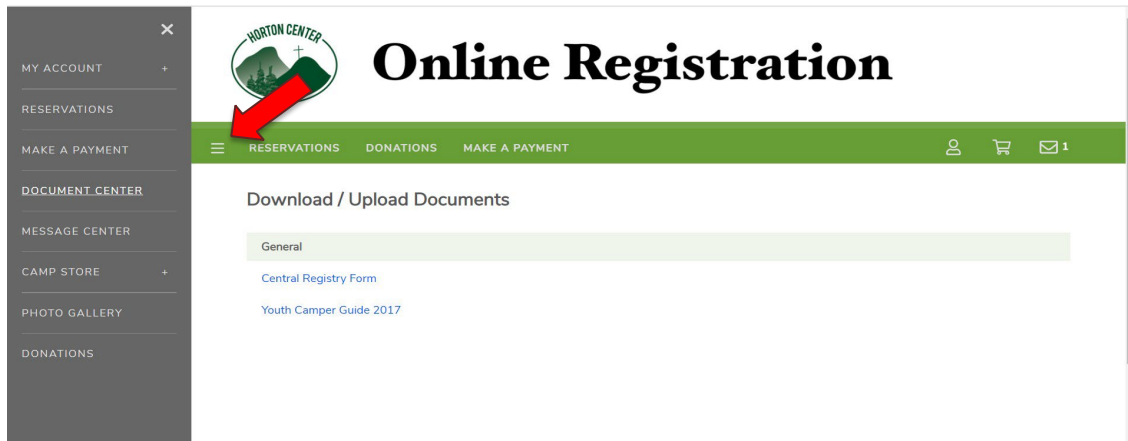 MY ACCOUNT +
RESERVATIONS
MAKE A PAYMENT
DOCUMENT CENTER
MESSAGE CENTER
CAMP STORE +
PHOTO GALLERY
DONATIONS
HORTON CENTER
Online Registration
RESERVATIONS DONATIONS MAKE A PAYMENT 1
Download / Upload Documents
General
Central Registry Form
Youth Camper Guide 2017